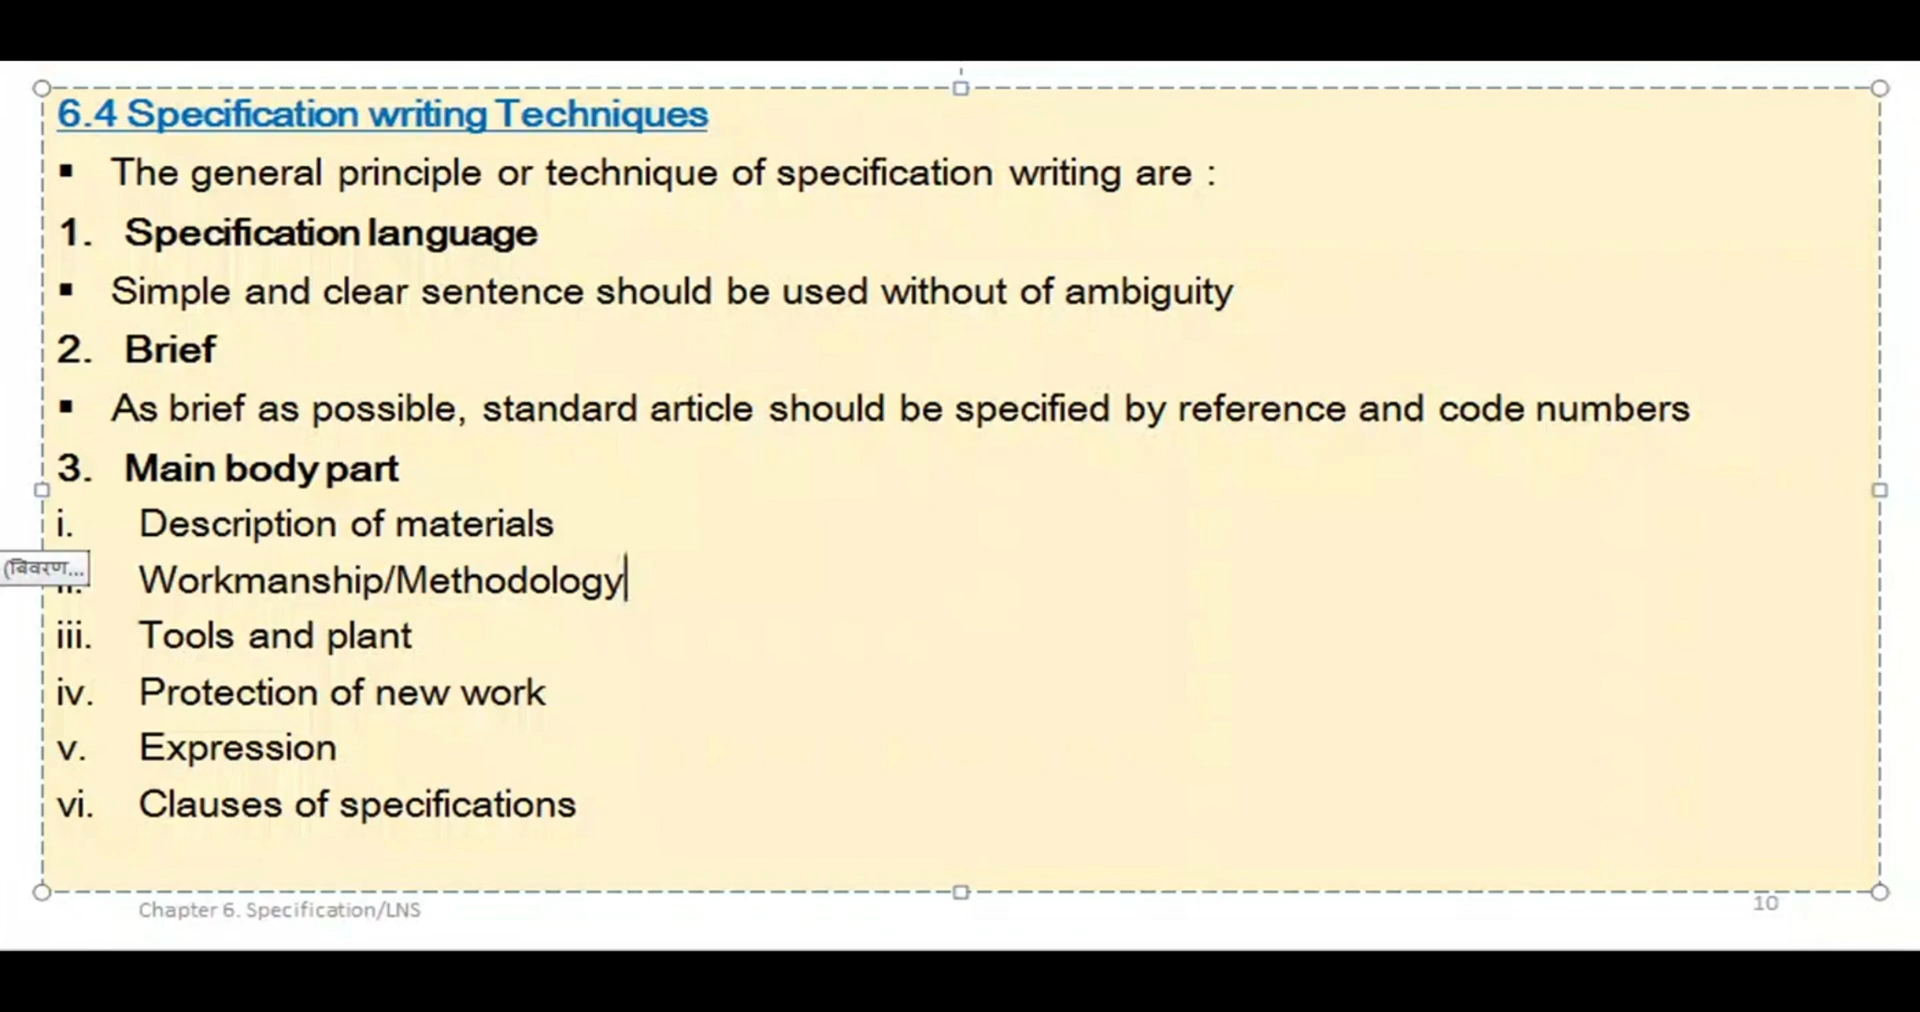 6.4 Specification writing Techniques
▪ The general principle or technique of specification writing are :
1. Specification language
▪ Simple and clear sentence should be used without of ambiguity
2. Brief
▪ As brief as possible, standard article should be specified by reference and code numbers
3. Main body part
i. Description of materials
(विवरण...
ii. Workmanship/Methodology
iii. Tools and plant
iv. Protection of new work
v. Expression
vi. Clauses of specifications
Chapter 6. Specification/LNS
10